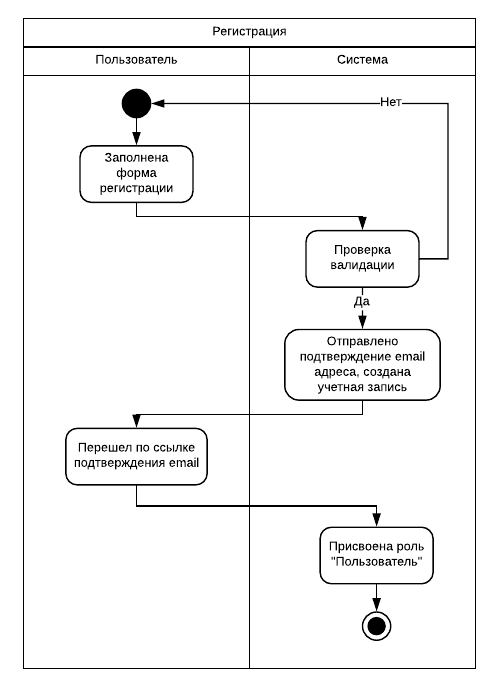 Регистрация
Пользователь
Система
Нет
Заполнена
форма
регистрации
Проверка
валидации
Да
Отправлено
подтверждение email
адреса, создана
учетная запись
Перешел по ссылке
подтверждения email
Присвоена роль
"Пользователь"